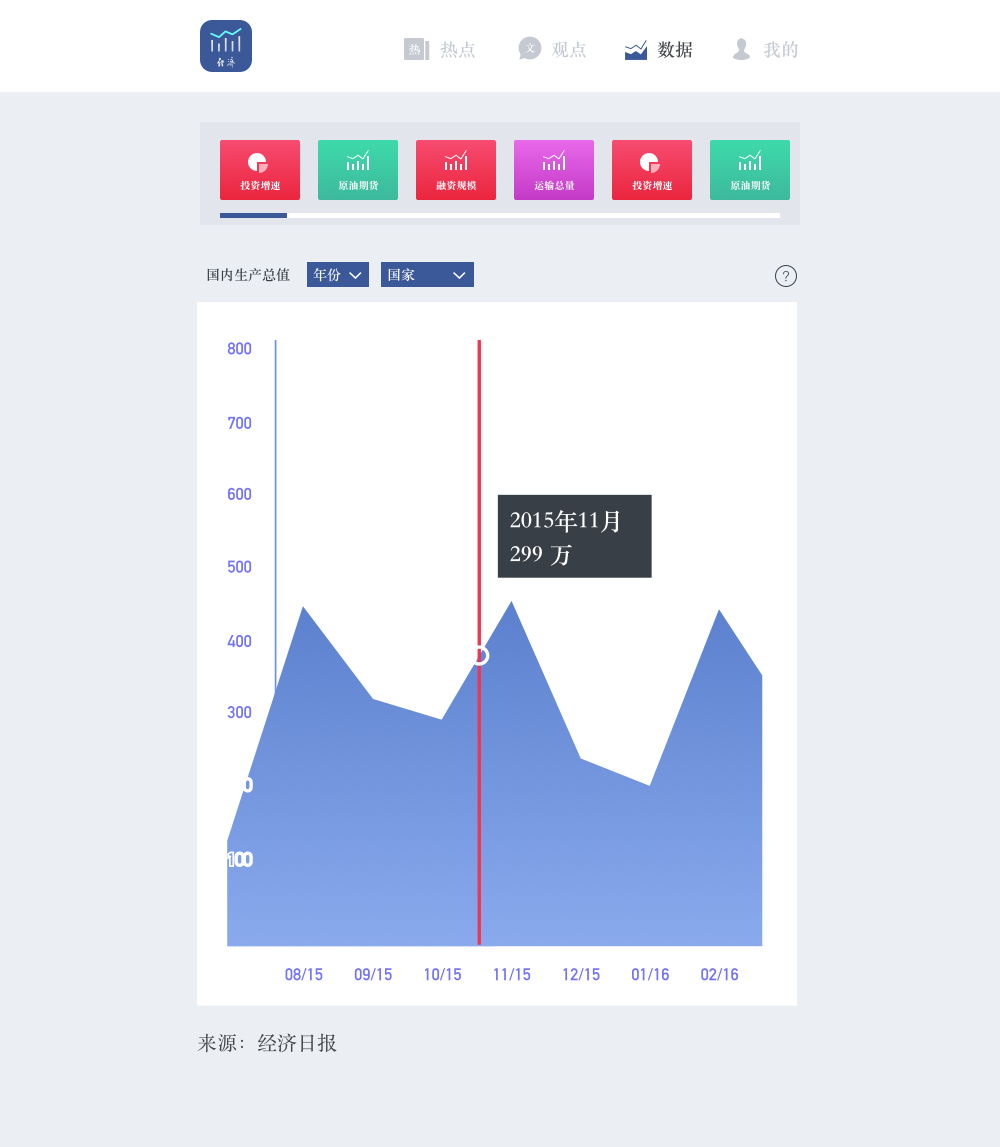 经济
热 热点
文 观点
数据
我的
投资增速
原油期货
融资规模
运输总量
投资增速
原油期货
国内生产总值
年份
国家
?
800
700
600
500
400
300
100
2015年11月
299 万
08/15
09/15
10/15
11/15
12/15
01/16
02/16
来源：经济日报